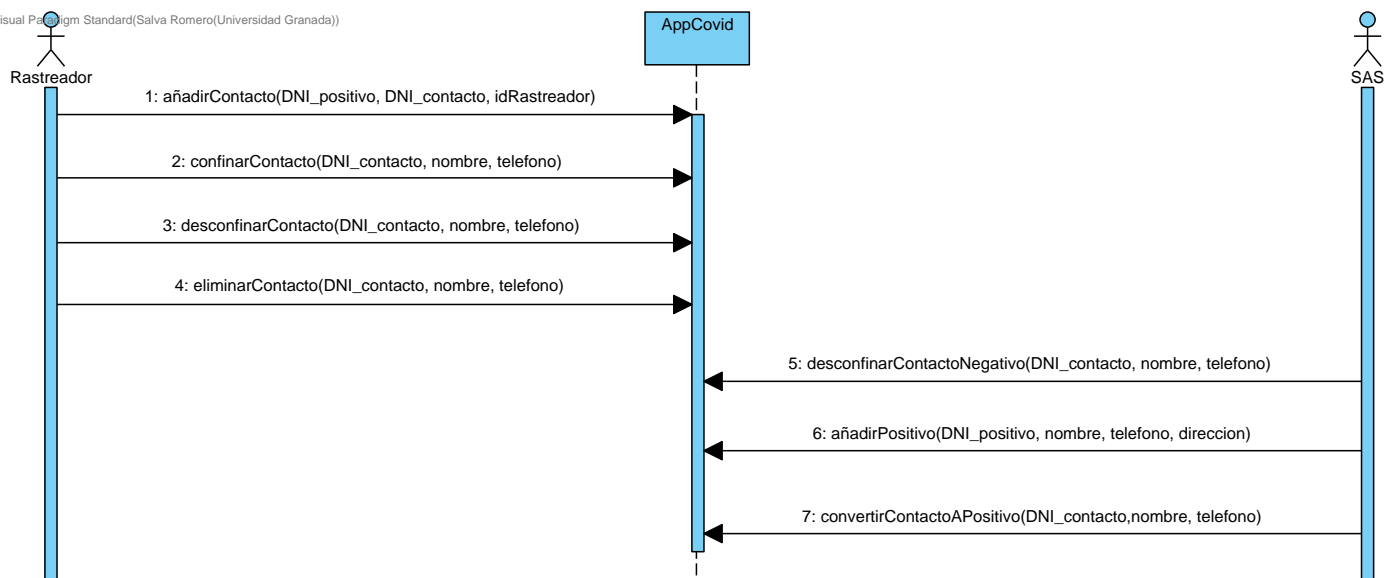 isual Paradigm Standard(Salva Romero(Universidad Granada))
AppCovid
Rastreador
SAS
1: añadirContacto(DNI_positivo, DNI_contacto, idRastreador)
2: confinarContacto(DNI_contacto, nombre, telefono)
3: desconfinarContacto(DNI_contacto, nombre, telefono)
4: eliminarContacto(DNI_contacto, nombre, telefono)
5: desconfinarContactoNegativo(DNI_contacto, nombre, telefono)
6: añadirPositivo(DNI_positivo, nombre, telefono, direccion)
7: convertirContactoAPositivo(DNI_contacto,nombre, telefono)